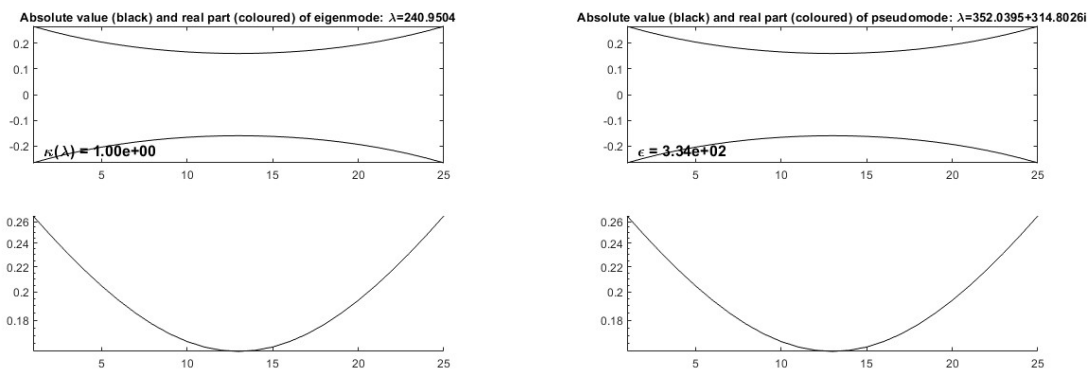 Absolute value (black) and real part (coloured) of eigenmode: λ=240.9504
0.2
0.1
0
-0.1
-0.2
κ(λ) = 1.00e+00
5 10 15 20 25
0.26
0.24
0.22
0.2
0.18
5 10 15 20 25
Absolute value (black) and real part (coloured) of pseudomode: λ=352.0395+314.8026i
0.2
0.1
0
-0.1
-0.2
ϵ = 3.34e+02
5 10 15 20 25
0.26
0.24
0.22
0.2
0.18
5 10 15 20 25